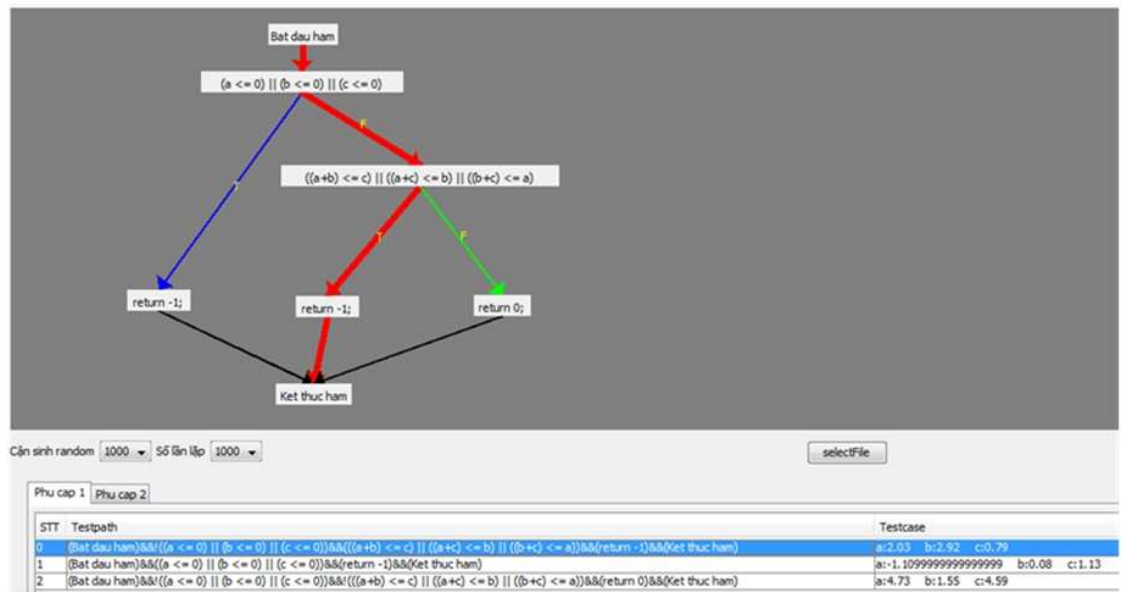 Bat dau ham
(a <= 0) || (b <= 0) || (c <= 0)
F
T
((a+b) <= c) || ((a+c) <= b) || ((b+c) <= a)
T
F
return -1;
return -1;
return 0;
Ket thuc ham
Cận sinh random 1000 Số lần lặp 1000 selectFile
Phu cap 1 Phu cap 2
STT Testpath Testcase
0 (Bat dau ham)&&!((a <= 0) || (b <= 0) || (c <= 0))&&(((a+b) <= c) || ((a+c) <= b) || ((b+c) <= a))&&(return -1)&&(Ket thuc ham) a:2.03 b:2.92 c:0.79
1 (Bat dau ham)&&((a <= 0) || (b <= 0) || (c <= 0))&&(return -1)&&(Ket thuc ham) a:-1.1099999999999999 b:0.08 c:1.13
2 (Bat dau ham)&&!((a <= 0) || (b <= 0) || (c <= 0))&&!(((a+b) <= c) || ((a+c) <= b) || ((b+c) <= a))&&(return 0)&&(Ket thuc ham) a:4.73 b:1.55 c:4.59